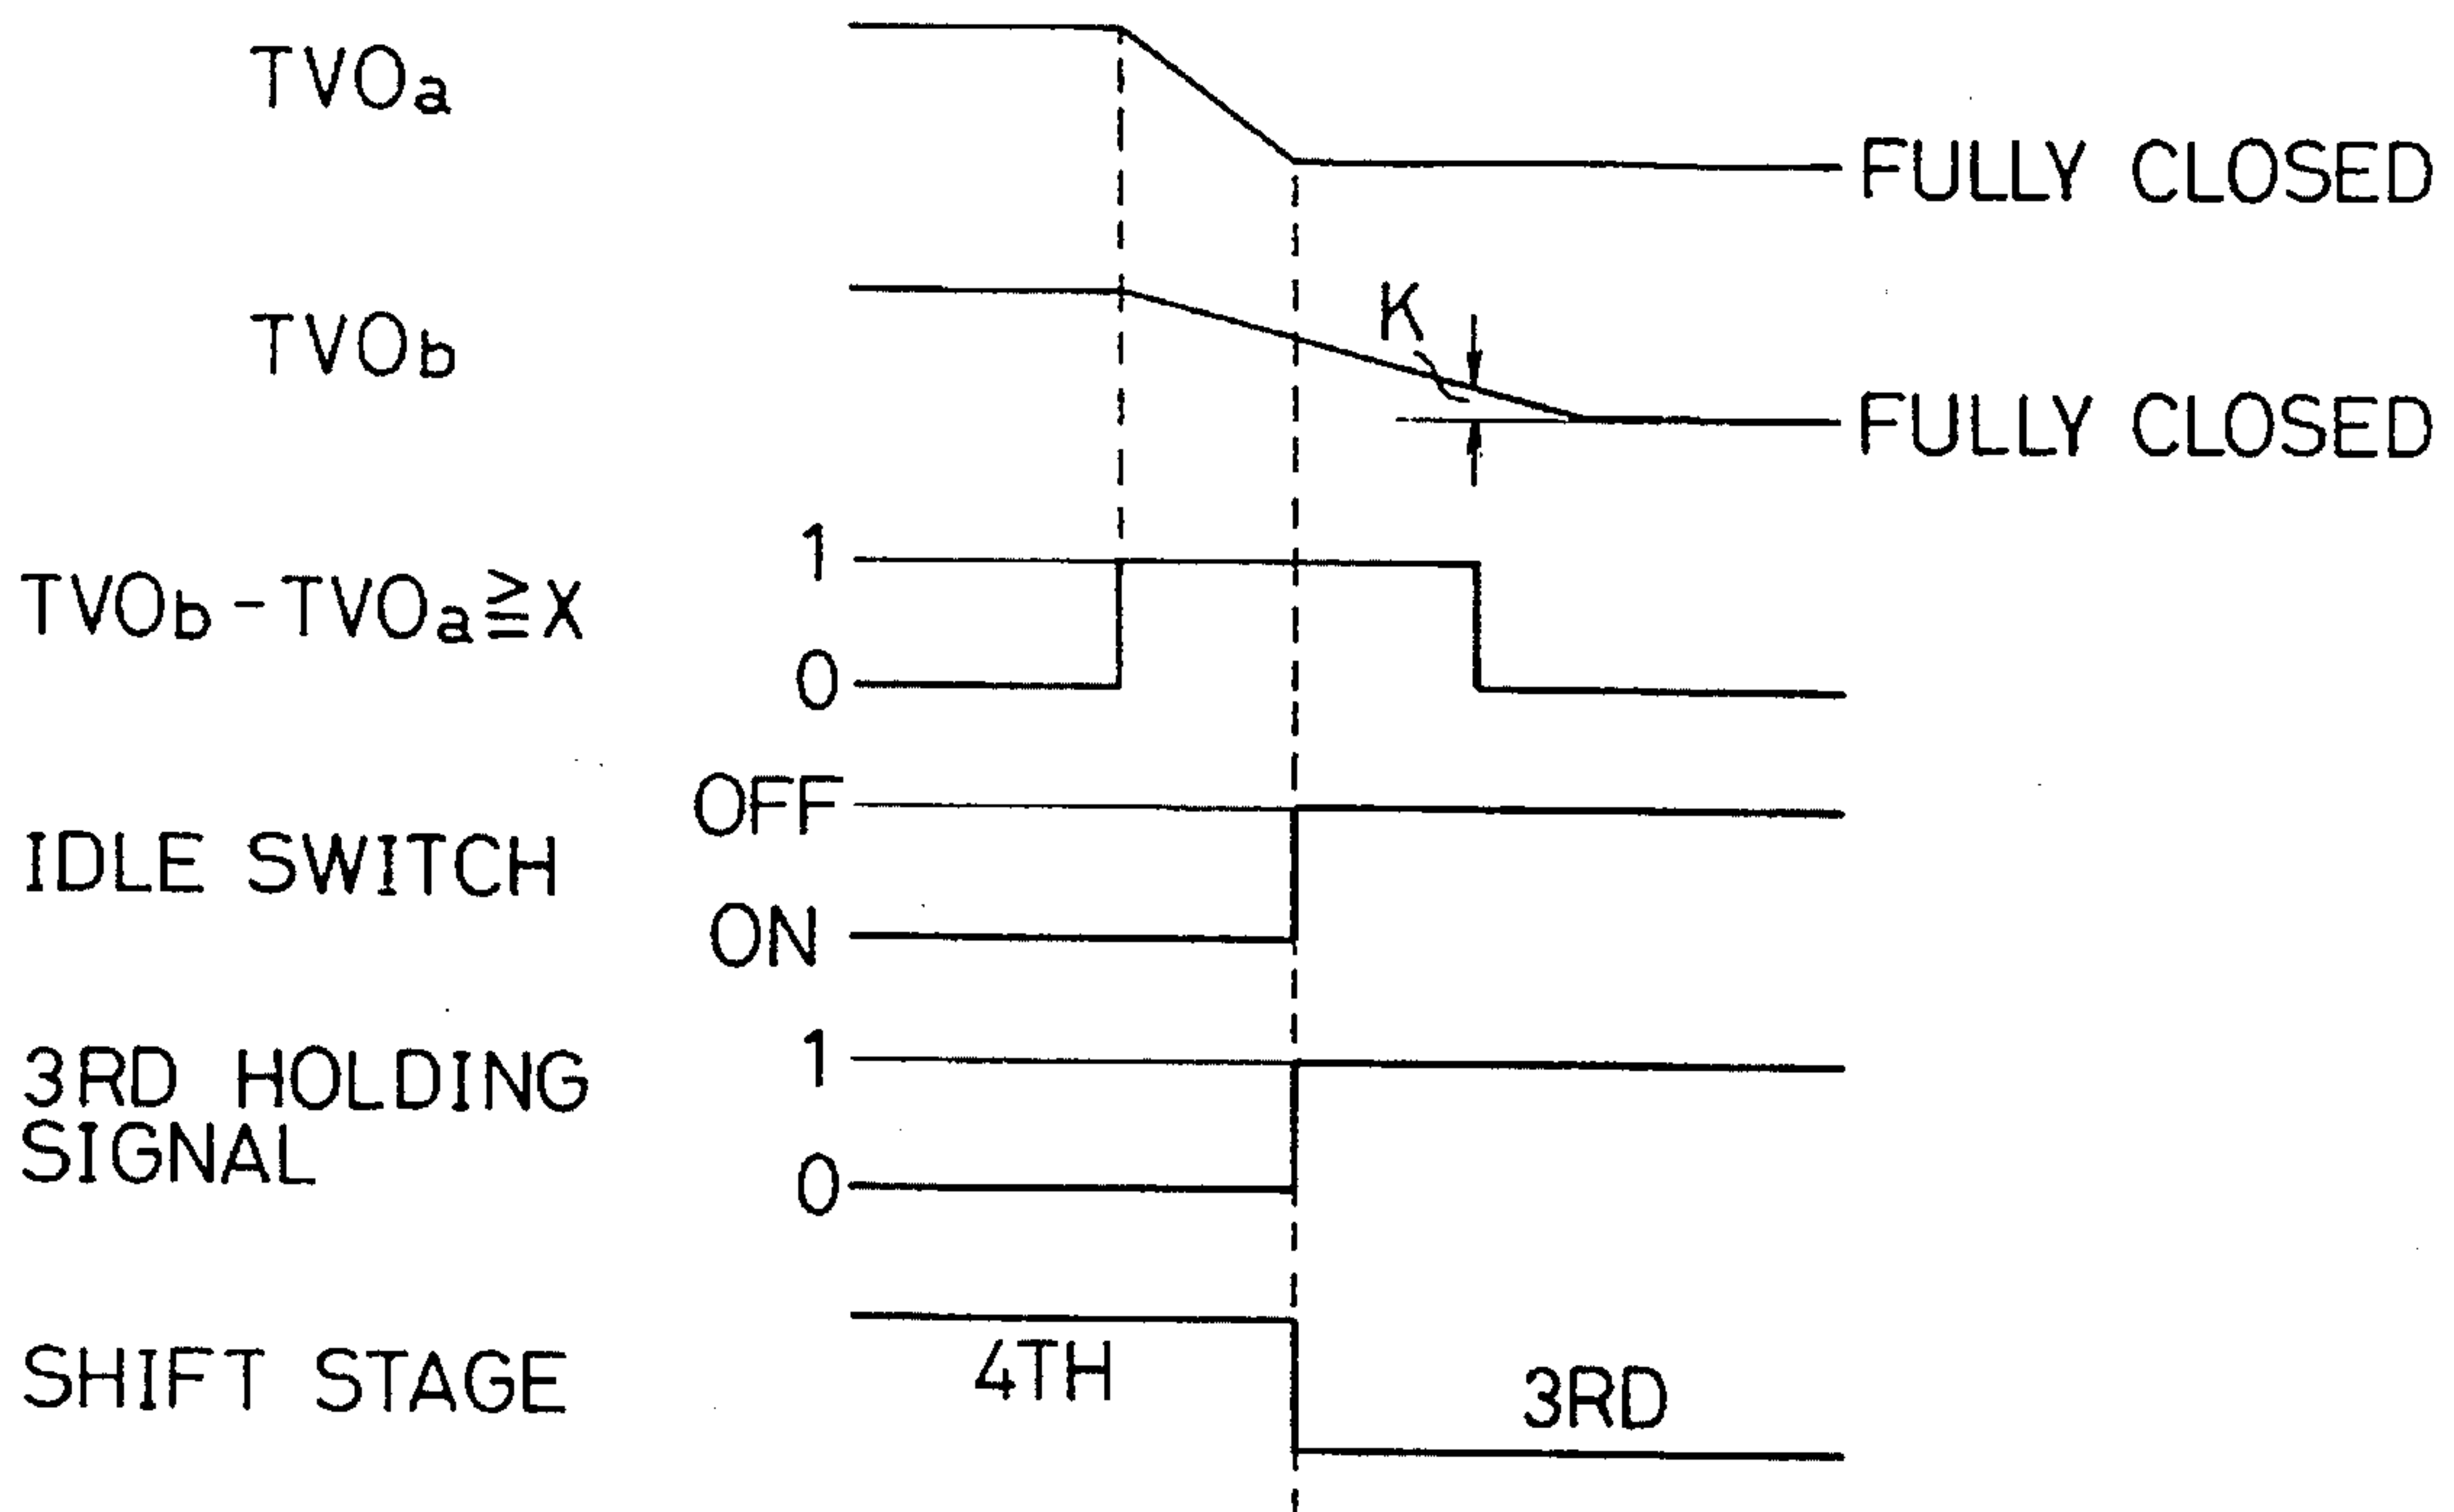 TVOa
FULLY CLOSED
TVOb
K
FULLY CLOSED
TVOb-TVOa≧X
1
0
IDLE SWITCH
OFF
ON
3RD HOLDING
SIGNAL
1
0
SHIFT STAGE
4TH
3RD